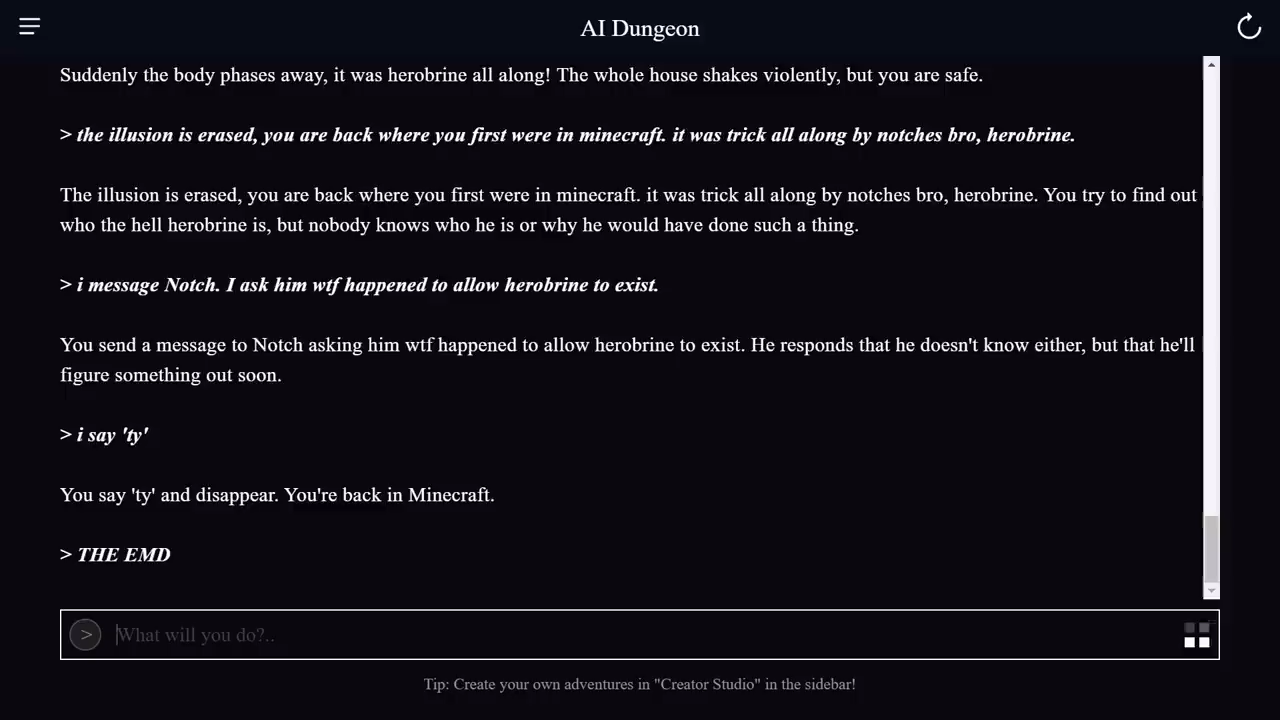 AI Dungeon
Suddenly the body phases away, it was herobrine all along! The whole house shakes violently, but you are safe.
> the illusion is erased, you are back where you first were in minecraft. it was trick all along by notches bro, herobrine.
The illusion is erased, you are back where you first were in minecraft. it was trick all along by notches bro, herobrine. You try to find out
who the hell herobrine is, but nobody knows who he is or why he would have done such a thing.
> i message Notch. I ask him wtf happened to allow herobrine to exist.
You send a message to Notch asking him wtf happened to allow herobrine to exist. He responds that he doesn't know either, but that he'll
figure something out soon.
> i say 'ty'
You say 'ty' and disappear. You're back in Minecraft.
> THE EMD
> What will you do?..
Tip: Create your own adventures in "Creator Studio" in the sidebar!